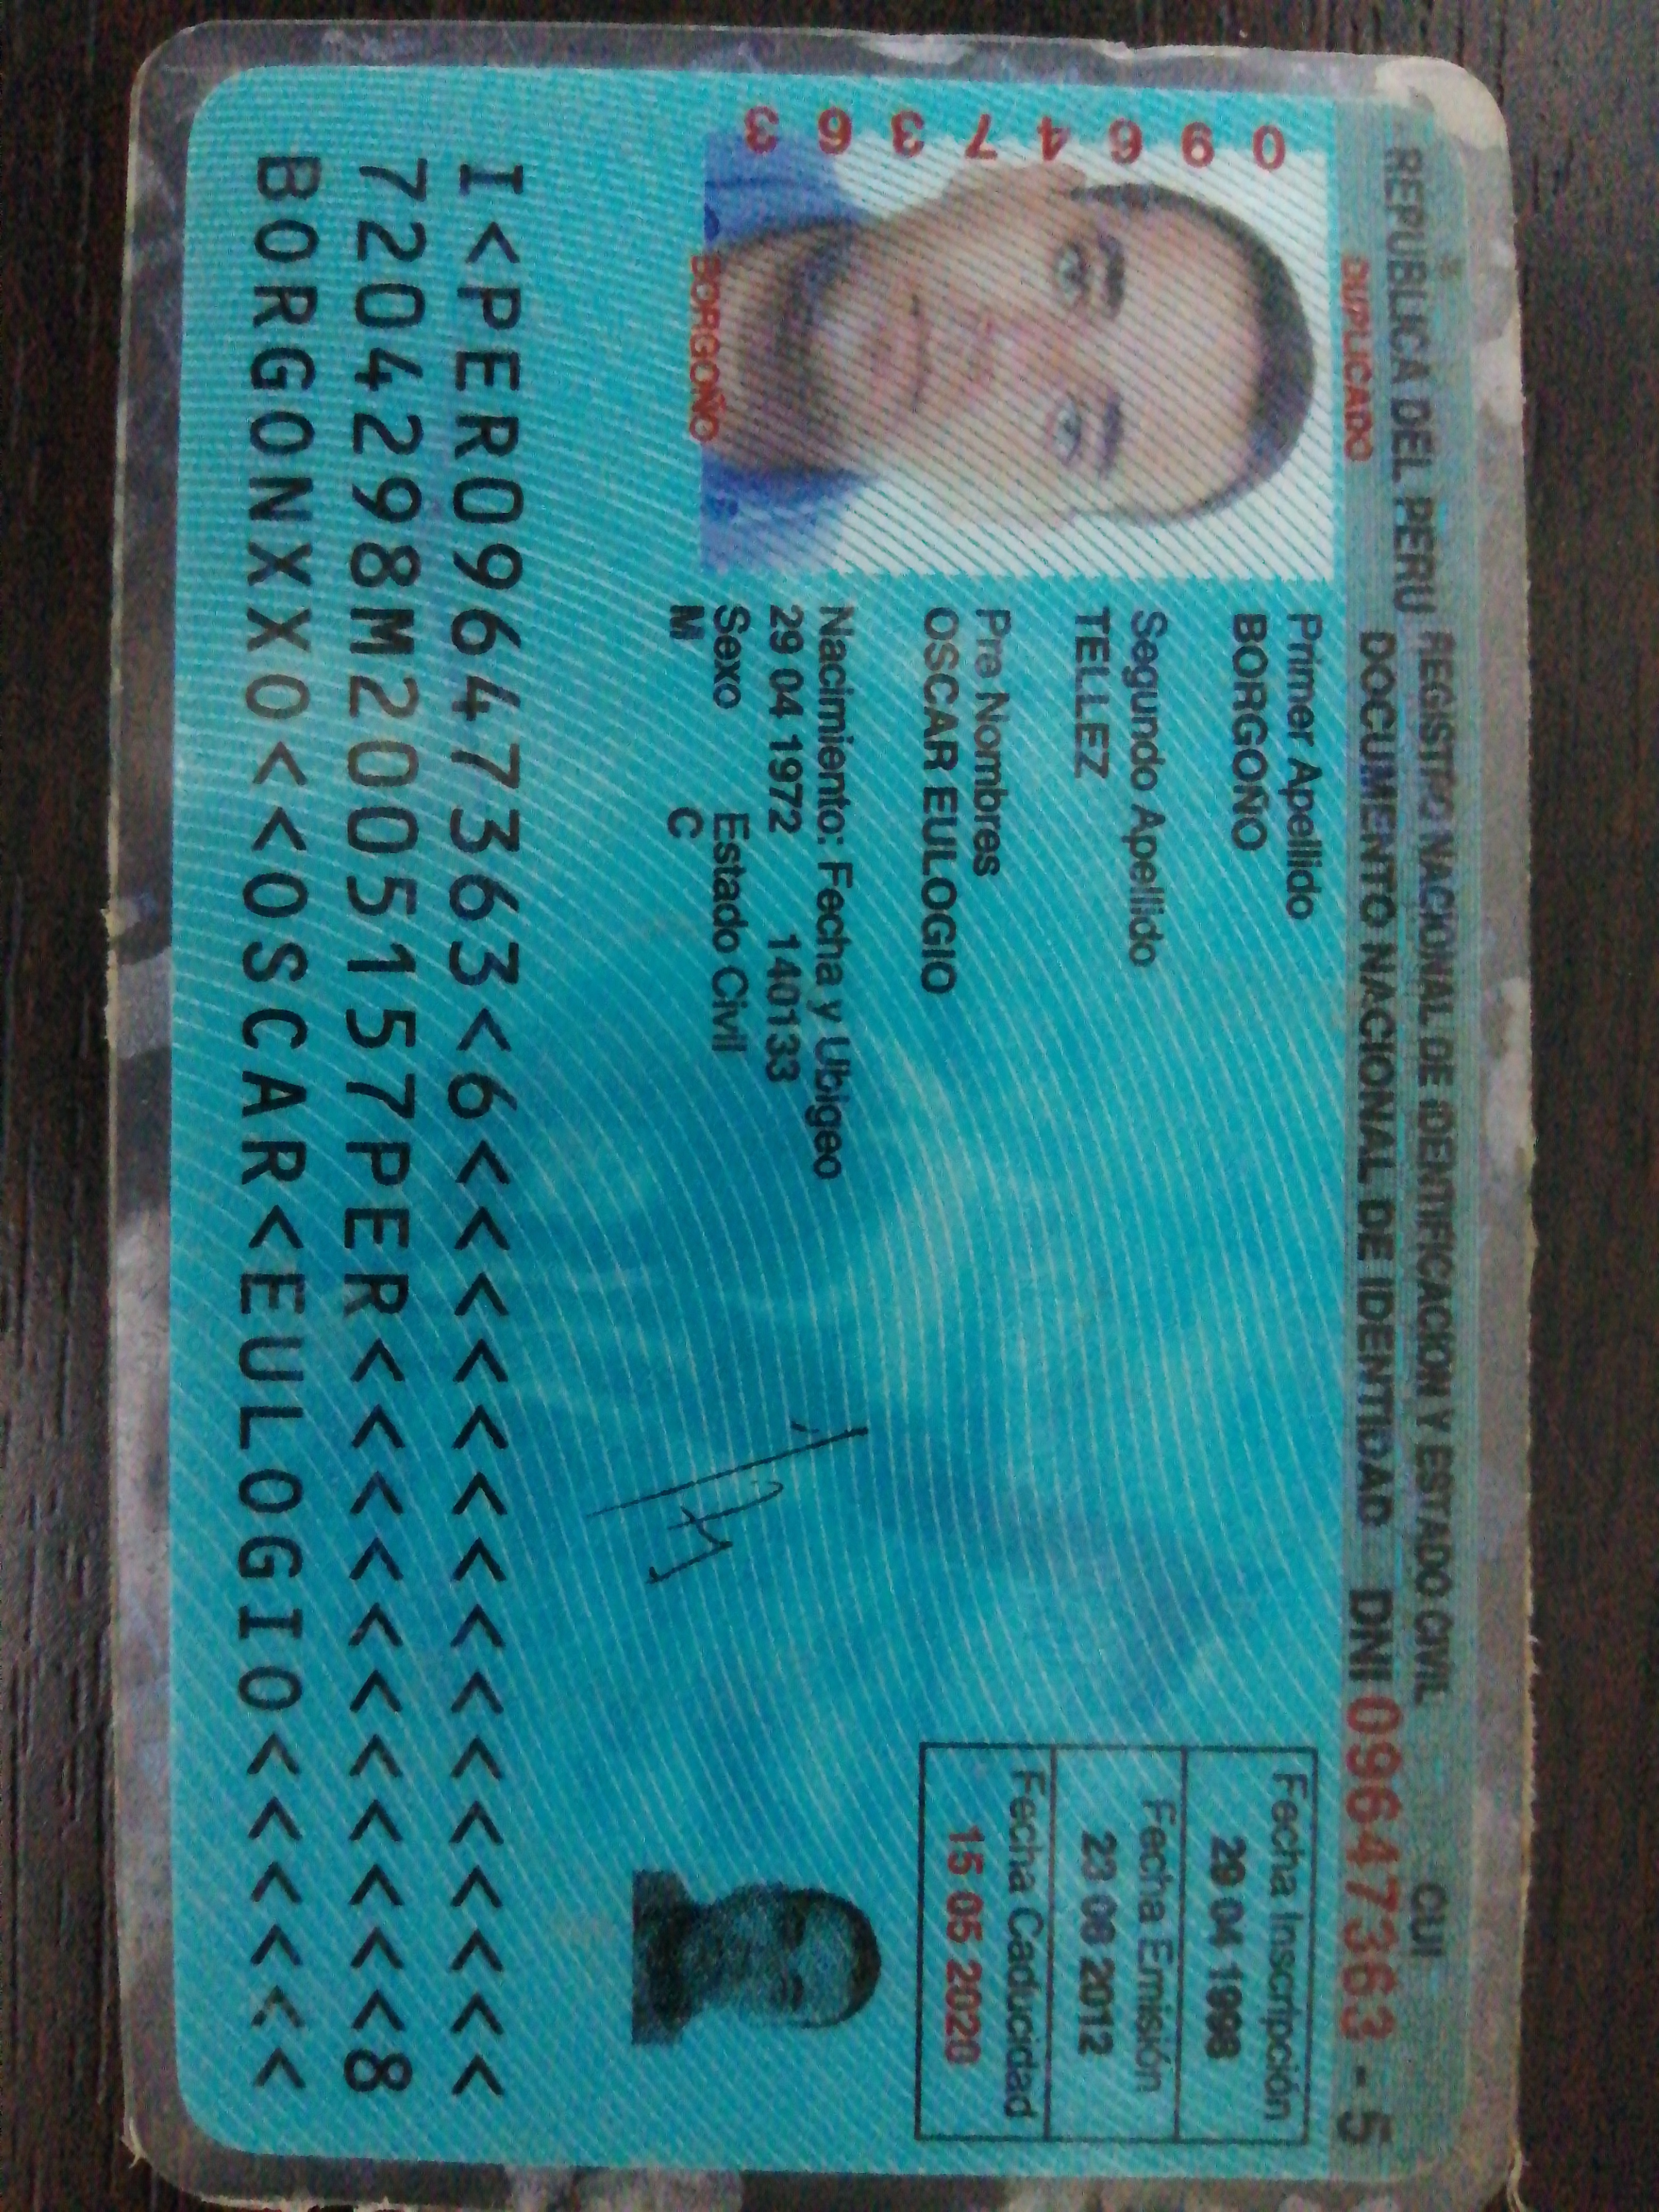 REPUBLICA DEL PERU REGISTRO NACIONAL DE IDENTIFICACION Y ESTADO CIVIL CUI
DOCUMENTO NACIONAL DE IDENTIDAD DNI 09647363 - 5
DUPLICADO
09647363
BORGOÑO
Primer Apellido
BORGOÑO
Segundo Apellido
TELLEZ
Pre Nombres
OSCAR EULOGIO
Nacimiento: Fecha y Ubigeo
29 04 1972 140133
Sexo Estado Civil
M C
Fecha Inscripción
29 04 1998
Fecha Emisión
23 08 2012
Fecha Caducidad
15 05 2020
I<PER09647363<6<<<<<<<<<<<<<<<
7204298M2005157PER<<<<<<<<<<<8
BORGONXXO<<OSCAR<EULOGIO<<<<<<